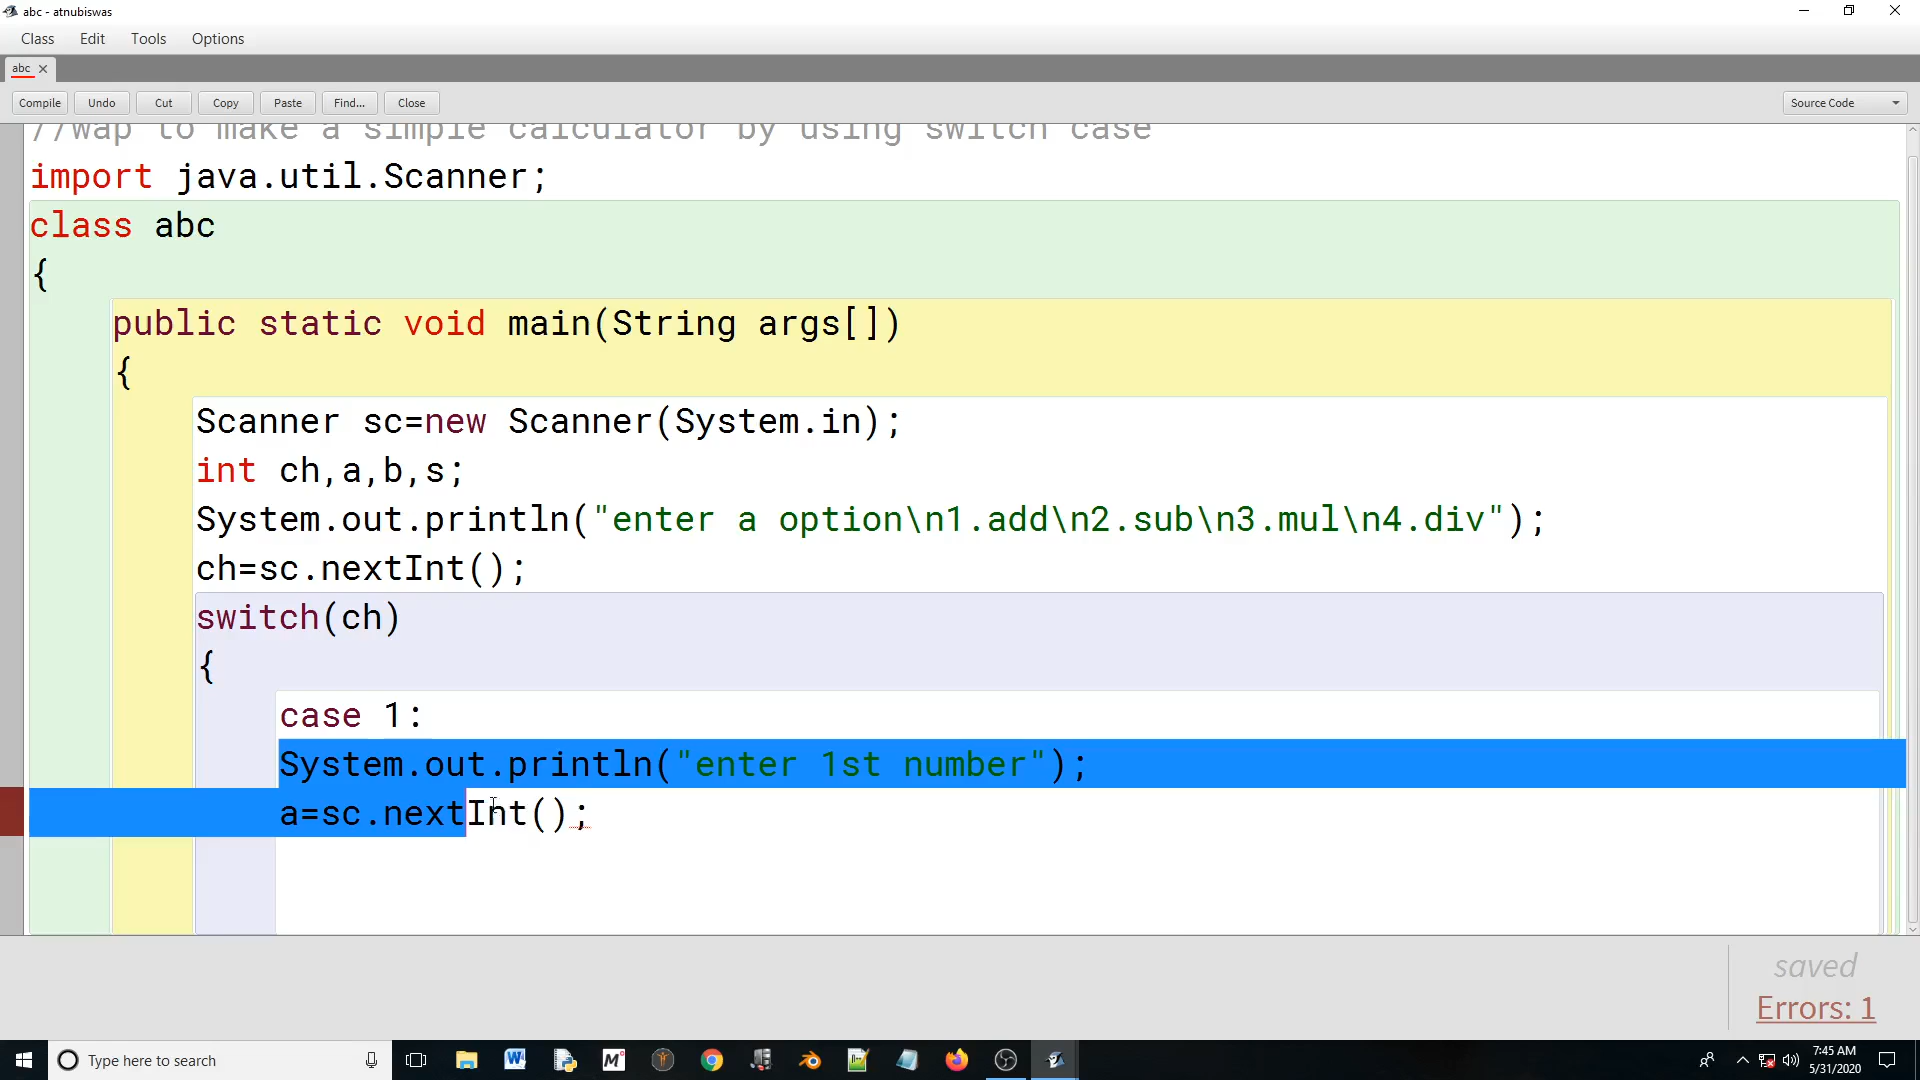 abc - atnubiswas
Class Edit Tools Options
abc
Compile Undo Cut Copy Paste Find... Close Source Code
//wap to make a simple calculator by using switch case
import java.util.Scanner;
class abc
{
public static void main(String args[])
{
Scanner sc=new Scanner(System.in);
int ch,a,b,s;
System.out.println("enter a option\n1.add\n2.sub\n3.mul\n4.div");
ch=sc.nextInt();
switch(ch)
{
case 1:
System.out.println("enter 1st number");
a=sc.nextInt();
saved
Errors: 1
Type here to search
7:45 AM
5/31/2020